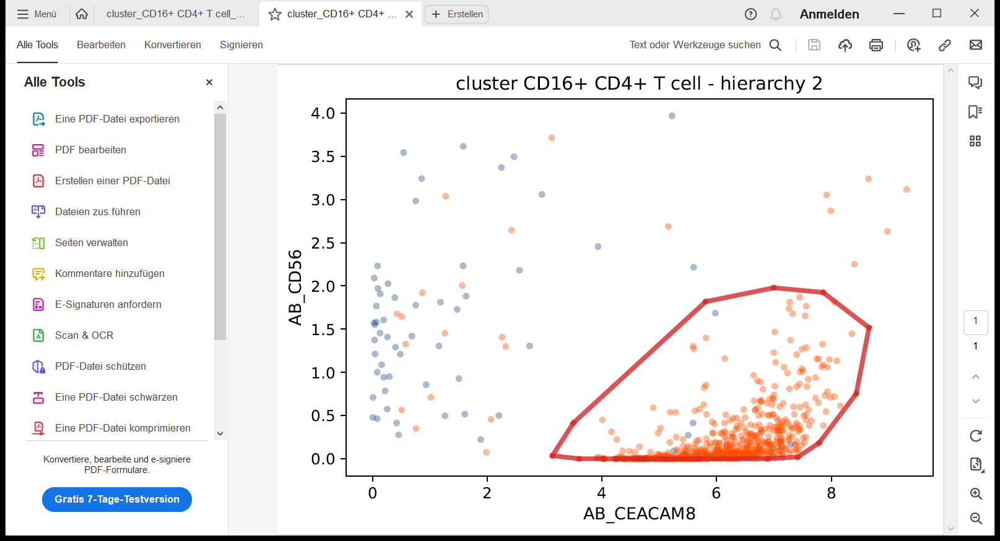 Menü
cluster_CD16+ CD4+ T cell_...
cluster_CD16+ CD4+ ...
Erstellen
Anmelden
Alle Tools
Bearbeiten
Konvertieren
Signieren
Text oder Werkzeuge suchen
Alle Tools
Eine PDF-Datei exportieren
PDF bearbeiten
Erstellen einer PDF-Datei
Dateien zus.führen
Seiten verwalten
Kommentare hinzufügen
E-Signaturen anfordern
Scan & OCR
PDF-Datei schützen
Eine PDF-Datei schwärzen
Eine PDF-Datei komprimieren
Konvertiere, bearbeite und e-signiere
PDF-Formulare.
Gratis 7-Tage-Testversion
cluster CD16+ CD4+ T cell - hierarchy 2
4.0
3.5
3.0
2.5
2.0
1.5
1.0
0.5
0.0
AB_CD56
0
2
4
6
8
AB_CEACAM8
1
1